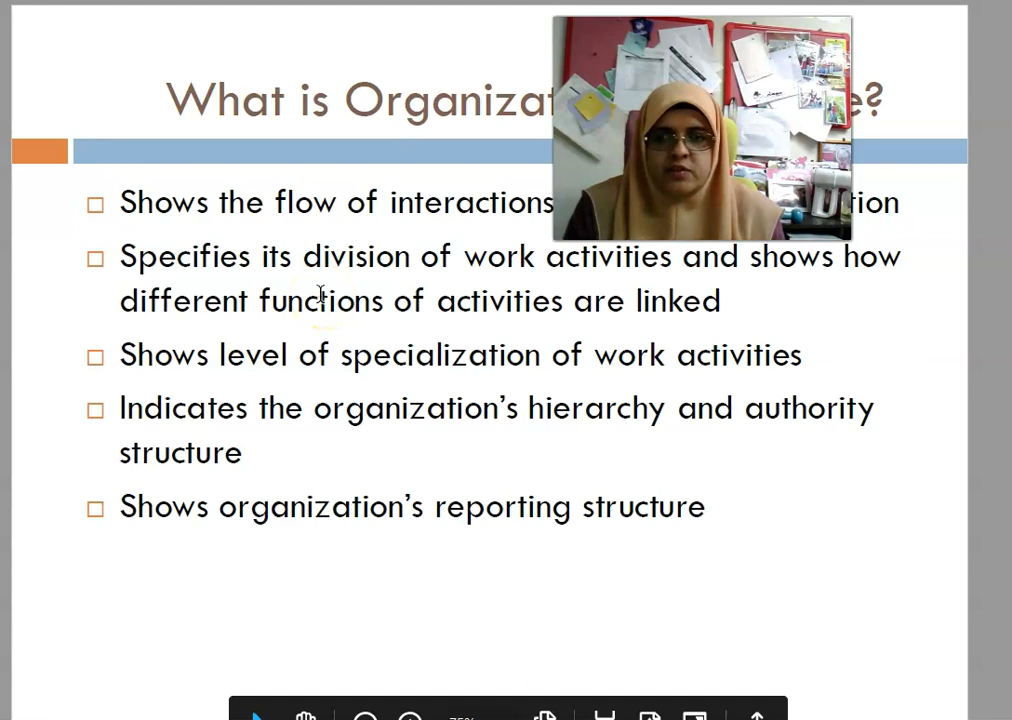 What is Organizat e?
Shows the flow of interactions tion
Specifies its division of work activities and shows how
different functions of activities are linked
Shows level of specialization of work activities
Indicates the organization's hierarchy and authority
structure
Shows organization's reporting structure